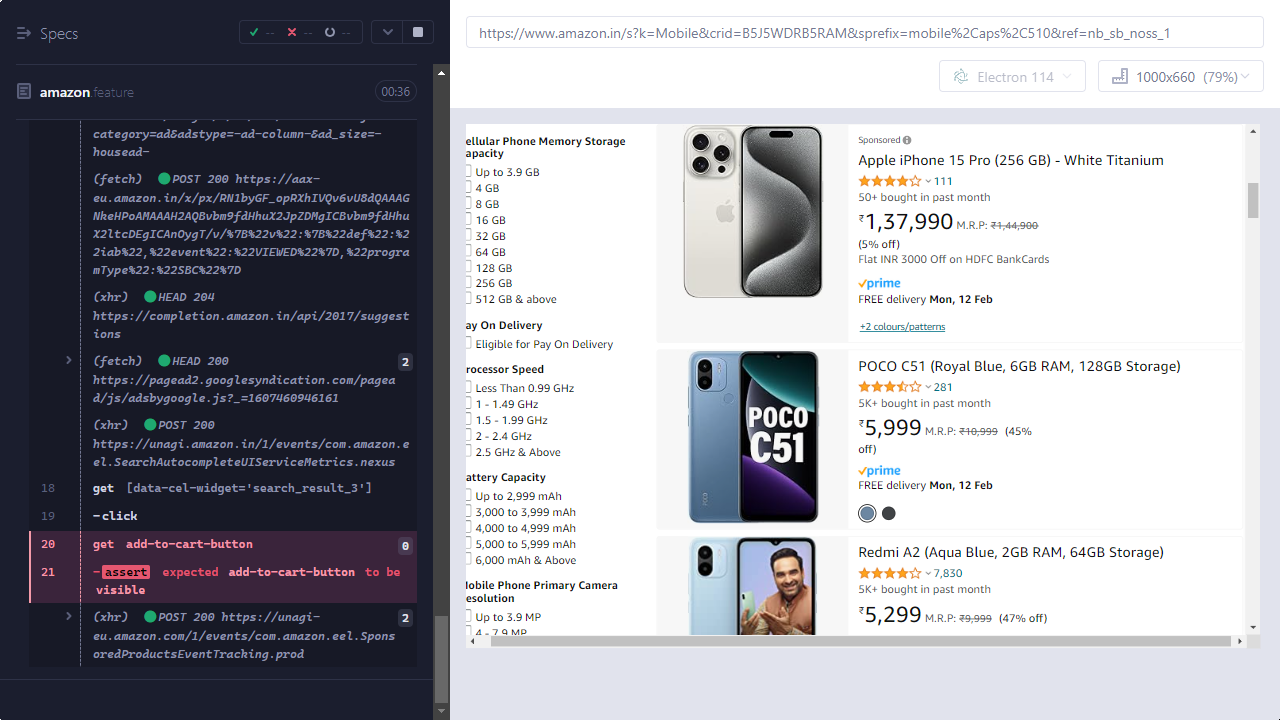 Specs
-- -- --
amazon.feature
00:36
category=ad&adstype=-ad-column-&ad_size=-
housead-
(fetch) POST 200 https://aax-
eu.amazon.in/x/px/RN1byGF_opRXhIVQv6vU8dQAAAG
NkeHPoAMAAAH2AQBvbm9fdHhuX2JpZDMgICBvbm9fdHhu
X2ltcDEgICAnOygT/v/%7B%22v%22:%7B%22def%22:%2
2iab%22,%22event%22:%22VIEWED%22%7D,%22progra
mType%22:%22SBC%22%7D
(xhr) HEAD 204
https://completion.amazon.in/api/2017/suggest
ions
(fetch) HEAD 200
2
https://pagead2.googlesyndication.com/pagea
d/js/adsbygoogle.js?_=1607460946161
(xhr) POST 200
https://unagi.amazon.in/1/events/com.amazon.e
el.SearchAutocompleteUIServiceMetrics.nexus
18 get [data-cel-widget='search_result_3']
19 -click
20 get add-to-cart-button 0
21 -assert expected add-to-cart-button to be
visible
(xhr) POST 200 https://unagi-
2
eu.amazon.com/1/events/com.amazon.eel.Spons
oredProductsEventTracking.prod
https://www.amazon.in/s?k=Mobile&crid=B5J5WDRB5RAM&sprefix=mobile%2Caps%2C510&ref=nb_sb_noss_1
Electron 114
1000x660 (79%)
ellular Phone Memory Storage
apacity
Up to 3.9 GB
4 GB
8 GB
16 GB
32 GB
64 GB
128 GB
256 GB
512 GB & above
ay On Delivery
Eligible for Pay On Delivery
rocessor Speed
Less Than 0.99 GHz
1 - 1.49 GHz
1.5 - 1.99 GHz
2 - 2.4 GHz
2.5 GHz & Above
attery Capacity
Up to 2,999 mAh
3,000 to 3,999 mAh
4,000 to 4,999 mAh
5,000 to 5,999 mAh
6,000 mAh & Above
obile Phone Primary Camera
esolution
Up to 3.9 MP
4 - 7.9 MP
Sponsored
Apple iPhone 15 Pro (256 GB) - White Titanium
111
50+ bought in past month
₹1,37,990 M.R.P: ₹1,44,900
(5% off)
Flat INR 3000 Off on HDFC BankCards
prime
FREE delivery Mon, 12 Feb
+2 colours/patterns
POCO
C51
POCO C51 (Royal Blue, 6GB RAM, 128GB Storage)
281
5K+ bought in past month
₹5,999 M.R.P: ₹10,999 (45%
off)
prime
FREE delivery Mon, 12 Feb
Redmi A2 (Aqua Blue, 2GB RAM, 64GB Storage)
7,830
5K+ bought in past month
₹5,299 M.R.P: ₹9,999 (47% off)